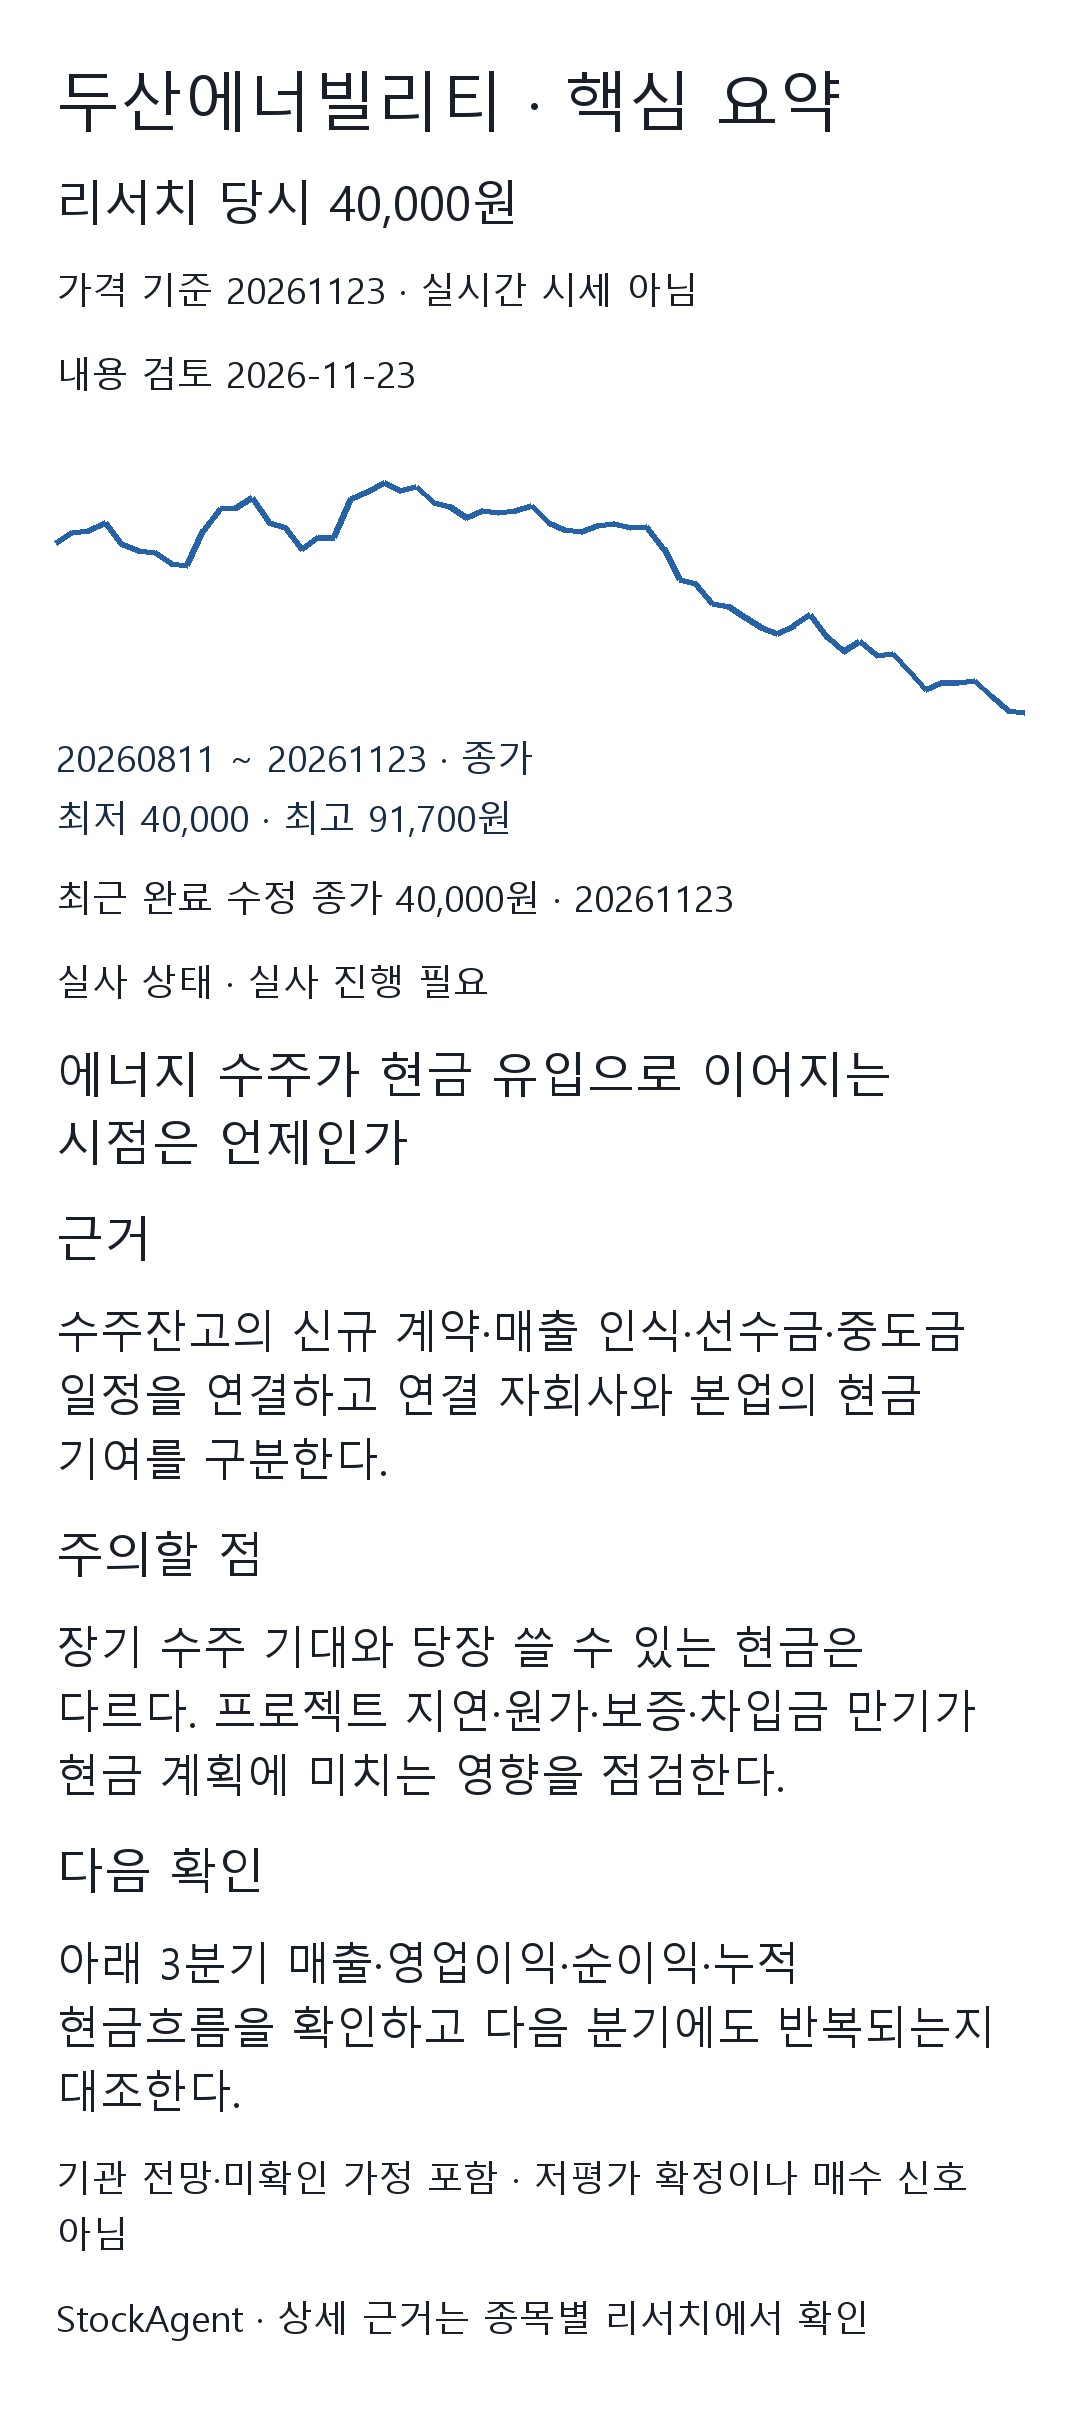 두산에너빌리티 · 핵심 요약
리서치 당시 40,000원
가격 기준 20261123 · 실시간 시세 아님
내용 검토 2026-11-23
20260811 ~ 20261123 · 종가
최저 40,000 · 최고 91,700원
최근 완료 수정 종가 40,000원 · 20261123
실사 상태 · 실사 진행 필요
에너지 수주가 현금 유입으로 이어지는
시점은 언제인가
근거
수주잔고의 신규 계약·매출 인식·선수금·중도금
일정을 연결하고 연결 자회사와 본업의 현금
기여를 구분한다.
주의할 점
장기 수주 기대와 당장 쓸 수 있는 현금은
다르다. 프로젝트 지연·원가·보증·차입금 만기가
현금 계획에 미치는 영향을 점검한다.
다음 확인
아래 3분기 매출·영업이익·순이익·누적
현금흐름을 확인하고 다음 분기에도 반복되는지
대조한다.
기관 전망·미확인 가정 포함 · 저평가 확정이나 매수 신호
아님
StockAgent · 상세 근거는 종목별 리서치에서 확인